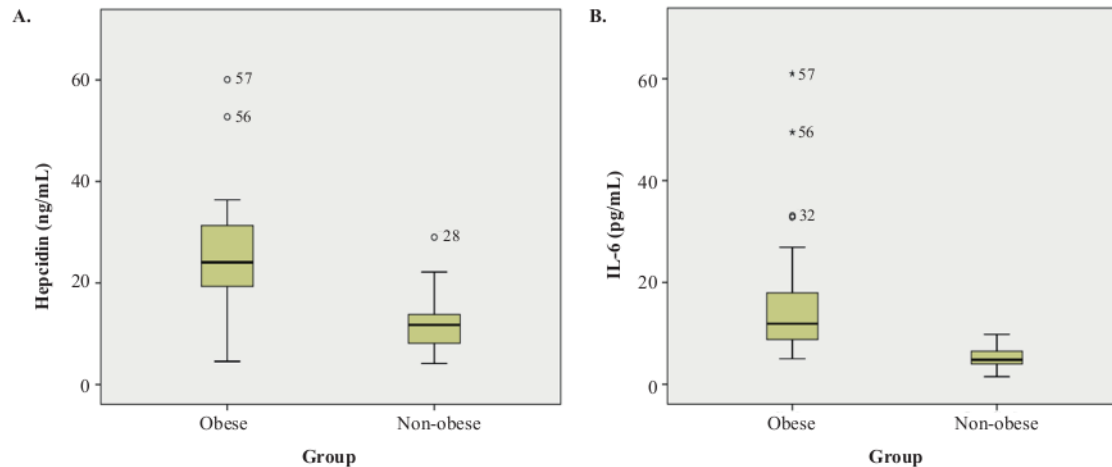 A.
Hepcidin (ng/mL)
60
40
20
0
57
56
28
Obese
Non-obese
Group
B.
IL-6 (pg/mL)
60
40
20
0
57
56
32
Obese
Non-obese
Group